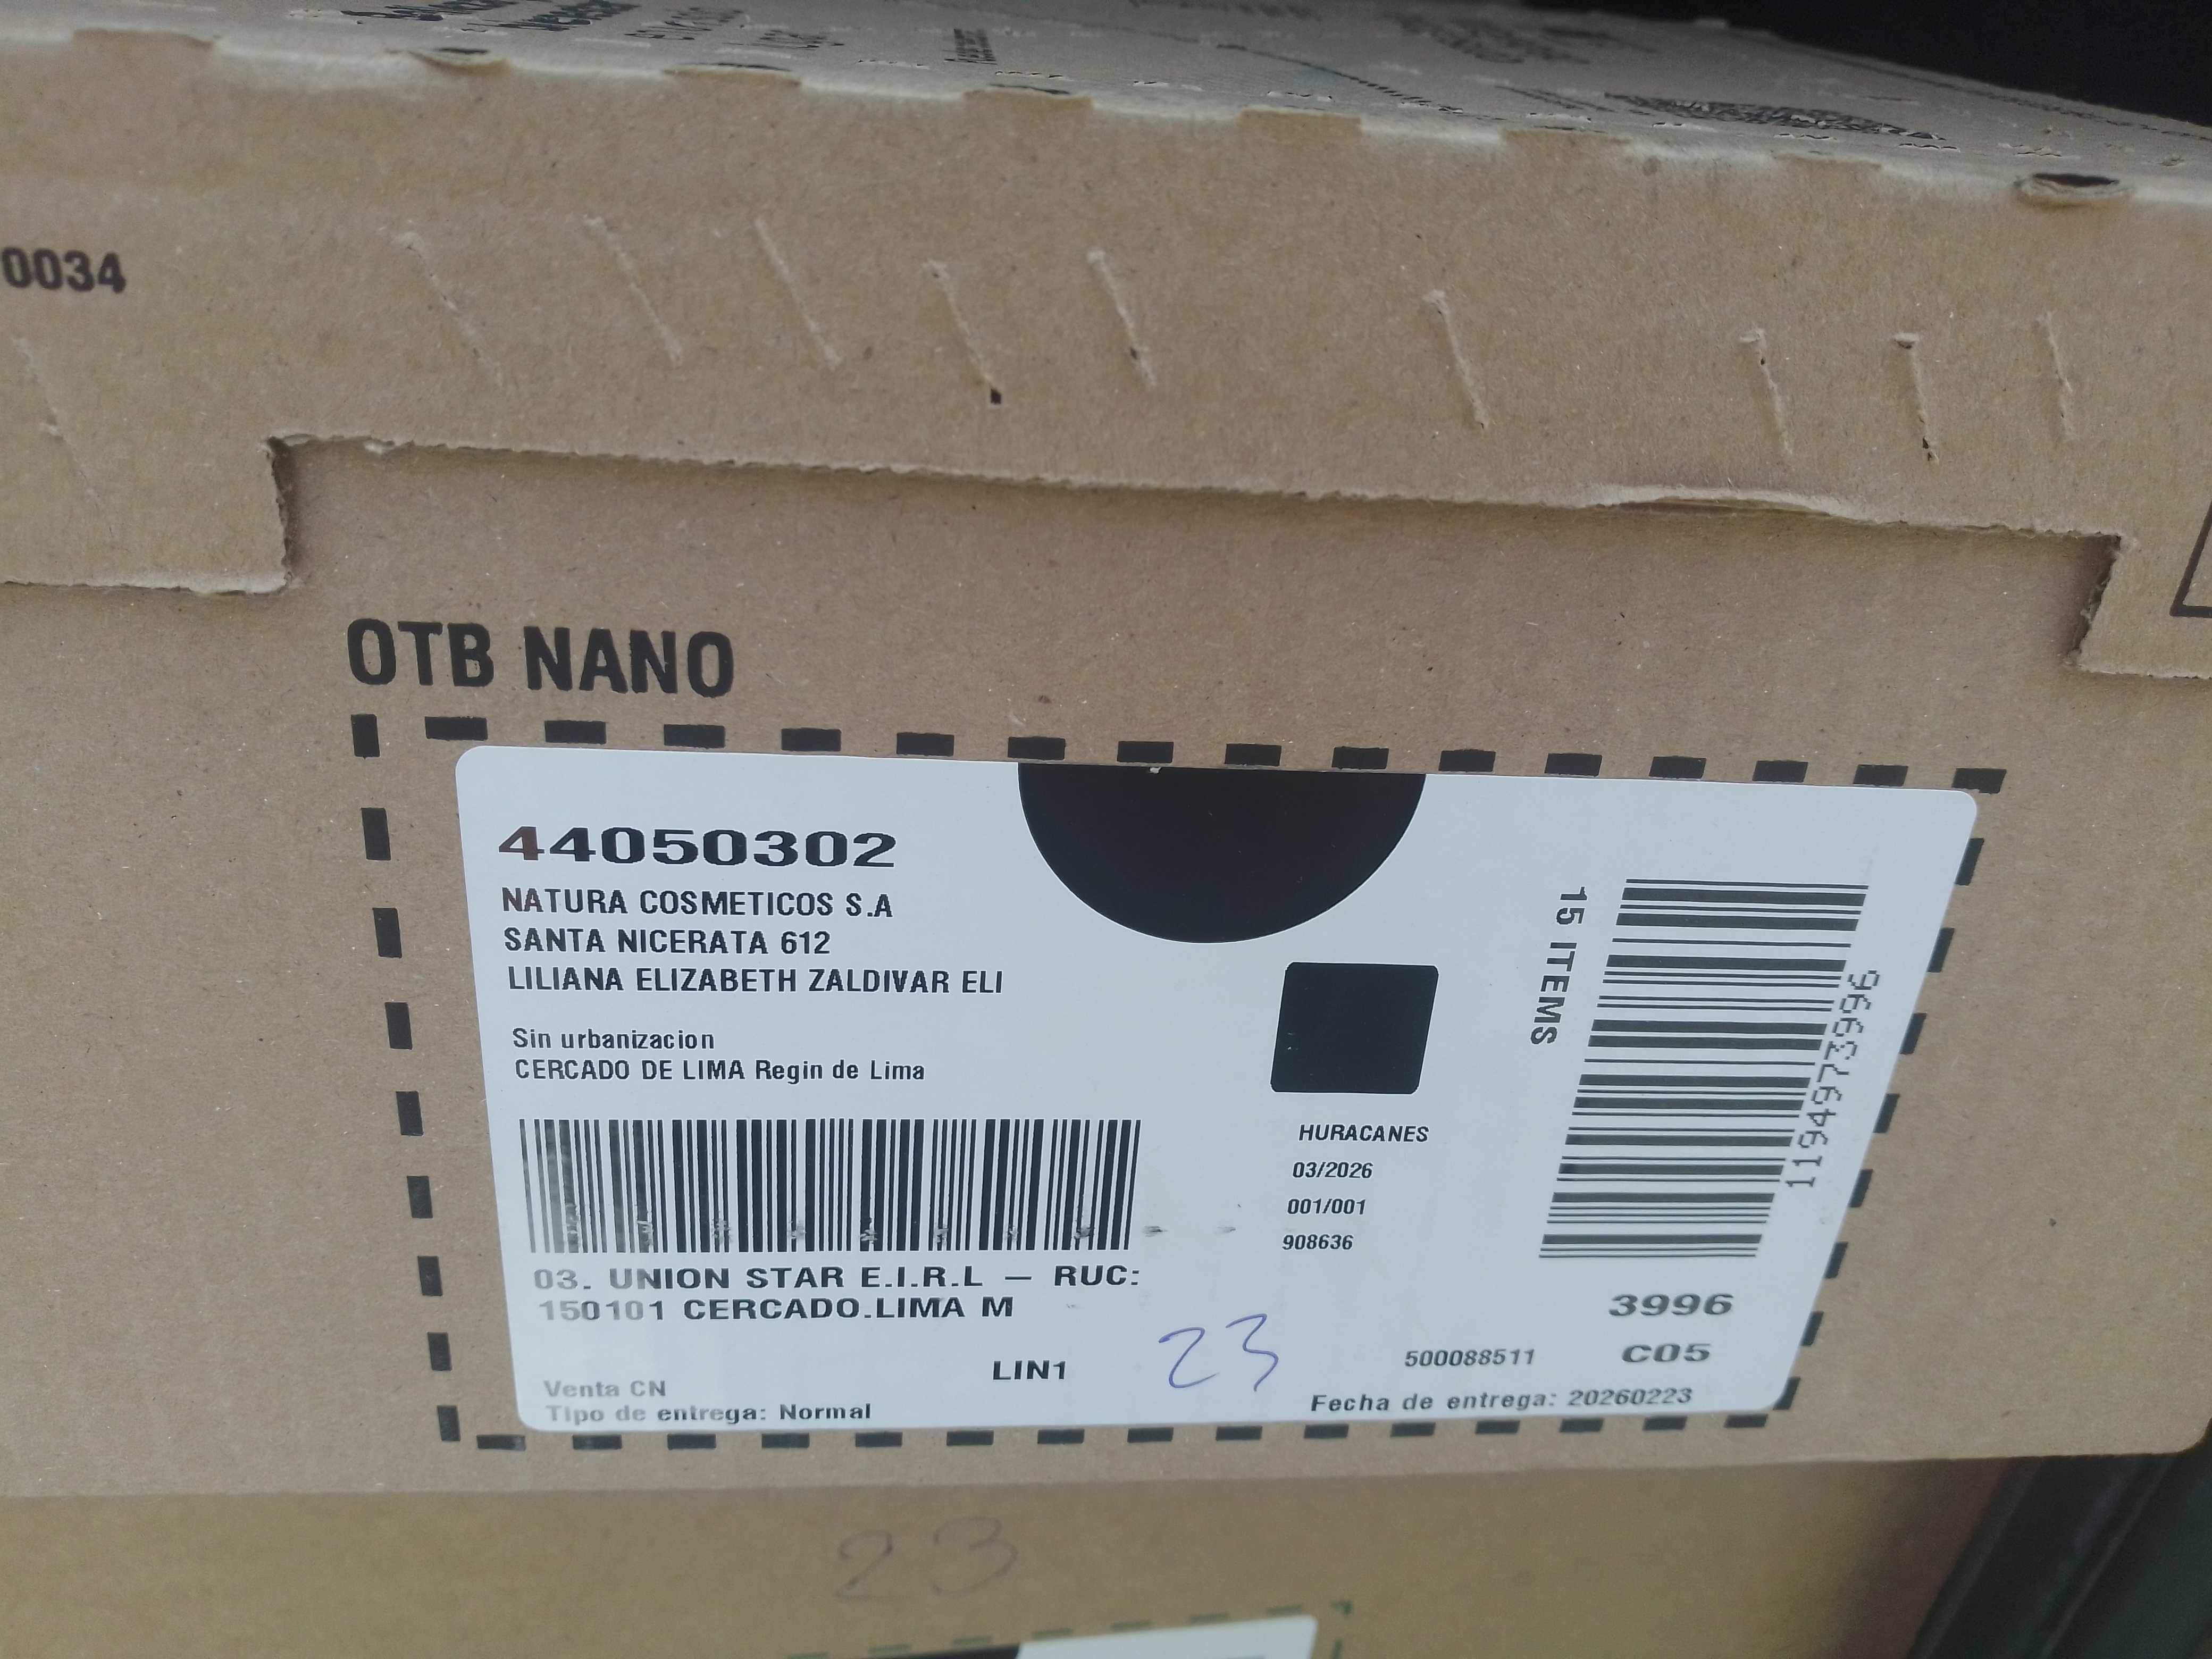 0034
OTB NANO
44050302
NATURA COSMETICOS S.A
SANTA NICERATA 612
LILIANA ELIZABETH ZALDIVAR ELI
Sin urbanizacion
CERCADO DE LIMA Regin de Lima
15 ITEMS
1194973996
HURACANES
03/2026
001/001
908636
03. UNION STAR E.I.R.L – RUC:
150101 CERCADO.LIMA M
3996
LIN1
23
500088511
C05
Venta CN
Tipo de entrega: Normal
Fecha de entrega: 20260223
23